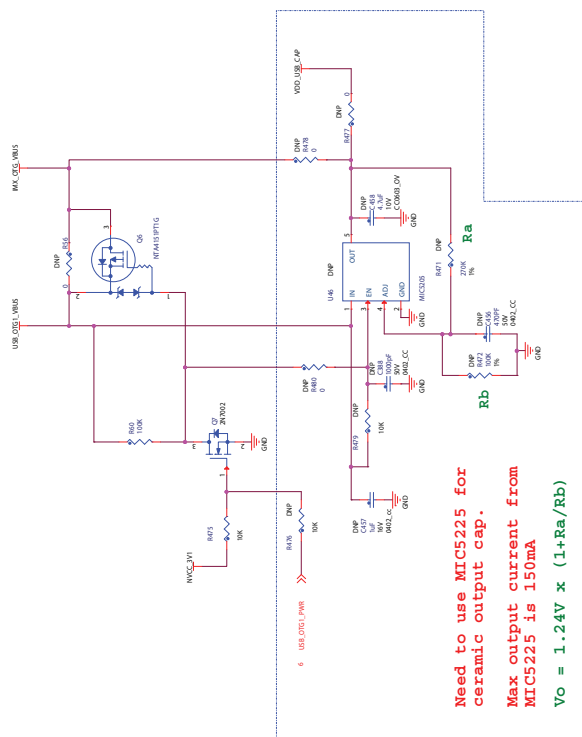 IMX_OTG_VBUS
USB_OTG1_VBUS
DNP
R56
0
Q6
NTA4151PT1G
3
2
1
R60
100K
Q7
2N7002
3
2
1
GND
R475
10K
NVCC_3V1
DNP
R476
10K
6 USB_OTG1_PWR
VDD_USB_CAP
DNP
R477
0
DNP
R478
0
DNP
R480
0
DNP
C458
4.7uF
10V
CC0603_OV
GND
DNP
U46
MIC5205
OUT
5
IN
1
EN
3
ADJ
4
GND
2
GND
DNP
C388
1000pF
50V
0402_CC
GND
R479
10K
DNP
C457
1uF
16V
0402_cc
GND
R471
270K
1%
Ra
DNP
C456
470PF
50V
0402_CC
DNP
R472
100K
1%
Rb
GND
Need to use MIC5225 for
ceramic output cap.
Max output current from
MIC5225 is 150mA
Vo = 1.24V x (1+Ra/Rb)